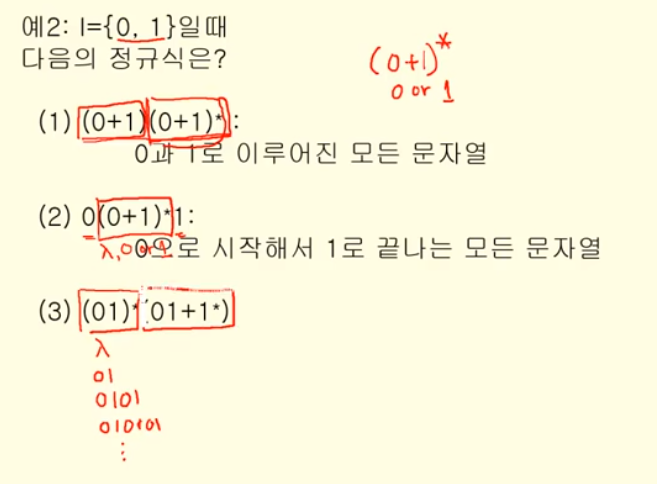 예2: I={0, 1}일때
다음의 정규식은?
(0+1)*
0 or 1
(1) (0+1)(0+1)*:
0과 1로 이루어진 모든 문자열
(2) 0(0+1)*1:
λ, 0 or 1
0으로 시작해서 1로 끝나는 모든 문자열
(3) (01)*(01+1*)
λ
01
0101
010101
⋮